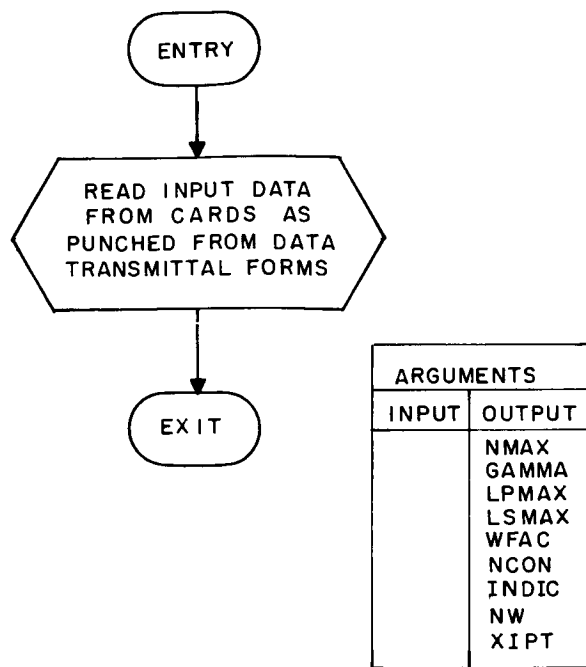 ENTRY
READ INPUT DATA
FROM CARDS AS
PUNCHED FROM DATA
TRANSMITTAL FORMS
EXIT
ARGUMENTS
INPUT OUTPUT
NMAX
GAMMA
LPMAX
LSMAX
WFAC
NCON
INDIC
NW
XIPT